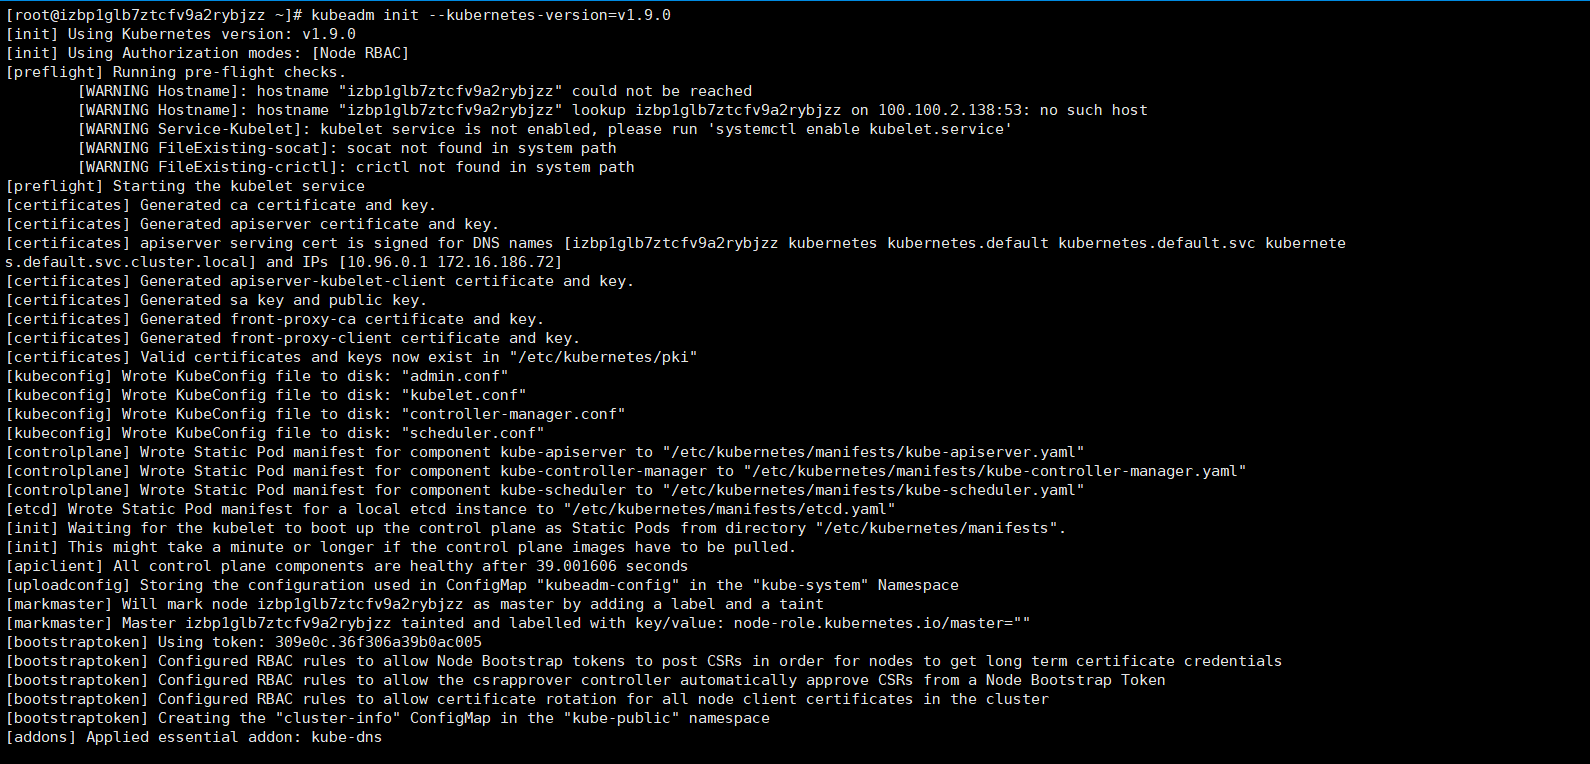 [root@izbp1glb7ztcfv9a2rybjzz ~]# kubeadm init --kubernetes-version=v1.9.0
[init] Using Kubernetes version: v1.9.0
[init] Using Authorization modes: [Node RBAC]
[preflight] Running pre-flight checks.
        [WARNING Hostname]: hostname "izbp1glb7ztcfv9a2rybjzz" could not be reached
        [WARNING Hostname]: hostname "izbp1glb7ztcfv9a2rybjzz" lookup izbp1glb7ztcfv9a2rybjzz on 100.100.2.138:53: no such host
        [WARNING Service-Kubelet]: kubelet service is not enabled, please run 'systemctl enable kubelet.service'
        [WARNING FileExisting-socat]: socat not found in system path
        [WARNING FileExisting-crictl]: crictl not found in system path
[preflight] Starting the kubelet service
[certificates] Generated ca certificate and key.
[certificates] Generated apiserver certificate and key.
[certificates] apiserver serving cert is signed for DNS names [izbp1glb7ztcfv9a2rybjzz kubernetes kubernetes.default kubernetes.default.svc kubernete
s.default.svc.cluster.local] and IPs [10.96.0.1 172.16.186.72]
[certificates] Generated apiserver-kubelet-client certificate and key.
[certificates] Generated sa key and public key.
[certificates] Generated front-proxy-ca certificate and key.
[certificates] Generated front-proxy-client certificate and key.
[certificates] Valid certificates and keys now exist in "/etc/kubernetes/pki"
[kubeconfig] Wrote KubeConfig file to disk: "admin.conf"
[kubeconfig] Wrote KubeConfig file to disk: "kubelet.conf"
[kubeconfig] Wrote KubeConfig file to disk: "controller-manager.conf"
[kubeconfig] Wrote KubeConfig file to disk: "scheduler.conf"
[controlplane] Wrote Static Pod manifest for component kube-apiserver to "/etc/kubernetes/manifests/kube-apiserver.yaml"
[controlplane] Wrote Static Pod manifest for component kube-controller-manager to "/etc/kubernetes/manifests/kube-controller-manager.yaml"
[controlplane] Wrote Static Pod manifest for component kube-scheduler to "/etc/kubernetes/manifests/kube-scheduler.yaml"
[etcd] Wrote Static Pod manifest for a local etcd instance to "/etc/kubernetes/manifests/etcd.yaml"
[init] Waiting for the kubelet to boot up the control plane as Static Pods from directory "/etc/kubernetes/manifests".
[init] This might take a minute or longer if the control plane images have to be pulled.
[apiclient] All control plane components are healthy after 39.001606 seconds
[uploadconfig] Storing the configuration used in ConfigMap "kubeadm-config" in the "kube-system" Namespace
[markmaster] Will mark node izbp1glb7ztcfv9a2rybjzz as master by adding a label and a taint
[markmaster] Master izbp1glb7ztcfv9a2rybjzz tainted and labelled with key/value: node-role.kubernetes.io/master=""
[bootstraptoken] Using token: 309e0c.36f306a39b0ac005
[bootstraptoken] Configured RBAC rules to allow Node Bootstrap tokens to post CSRs in order for nodes to get long term certificate credentials
[bootstraptoken] Configured RBAC rules to allow the csrapprover controller automatically approve CSRs from a Node Bootstrap Token
[bootstraptoken] Configured RBAC rules to allow certificate rotation for all node client certificates in the cluster
[bootstraptoken] Creating the "cluster-info" ConfigMap in the "kube-public" namespace
[addons] Applied essential addon: kube-dns